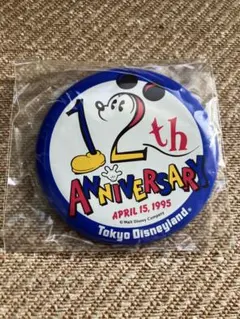 12th
ANNIVERSARY
APRIL 15, 1995
© Walt Disney Company
Tokyo Disneyland®